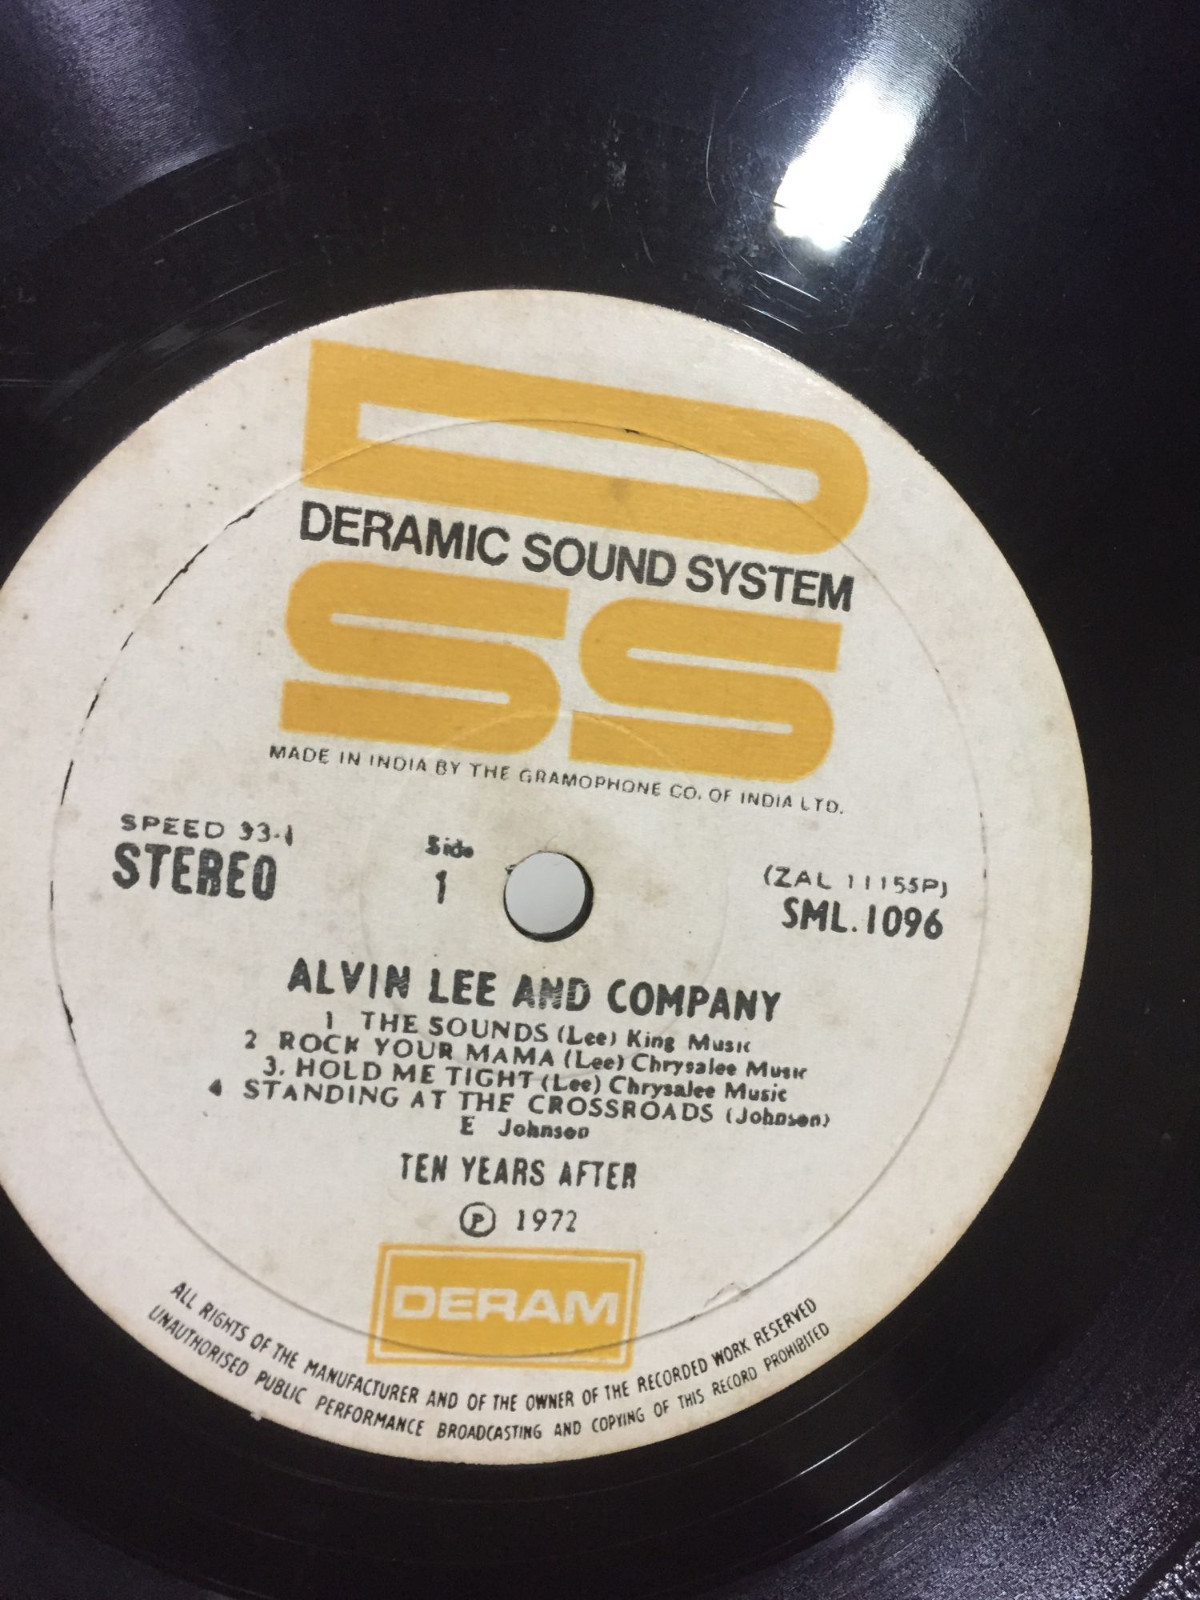 DERAMIC SOUND SYSTEM
DSS
MADE IN INDIA BY THE GRAMOPHONE CO. OF INDIA LTD.
SPEED 33-1
STEREO
Side
1
(ZAL 11155P)
SML.1096
ALVIN LEE AND COMPANY
1 THE SOUNDS (Lee) King Music
2 ROCK YOUR MAMA (Lee) Chrysalee Music
3. HOLD ME TIGHT (Lee) Chrysalee Music
4 STANDING AT THE CROSSROADS (Johnson)
E Johnson
TEN YEARS AFTER
Ⓟ 1972
DERAM
ALL RIGHTS OF THE MANUFACTURER AND OF THE OWNER OF THE RECORDED WORK RESERVED
UNAUTHORISED PUBLIC PERFORMANCE BROADCASTING AND COPYING OF THIS RECORD PROHIBITED